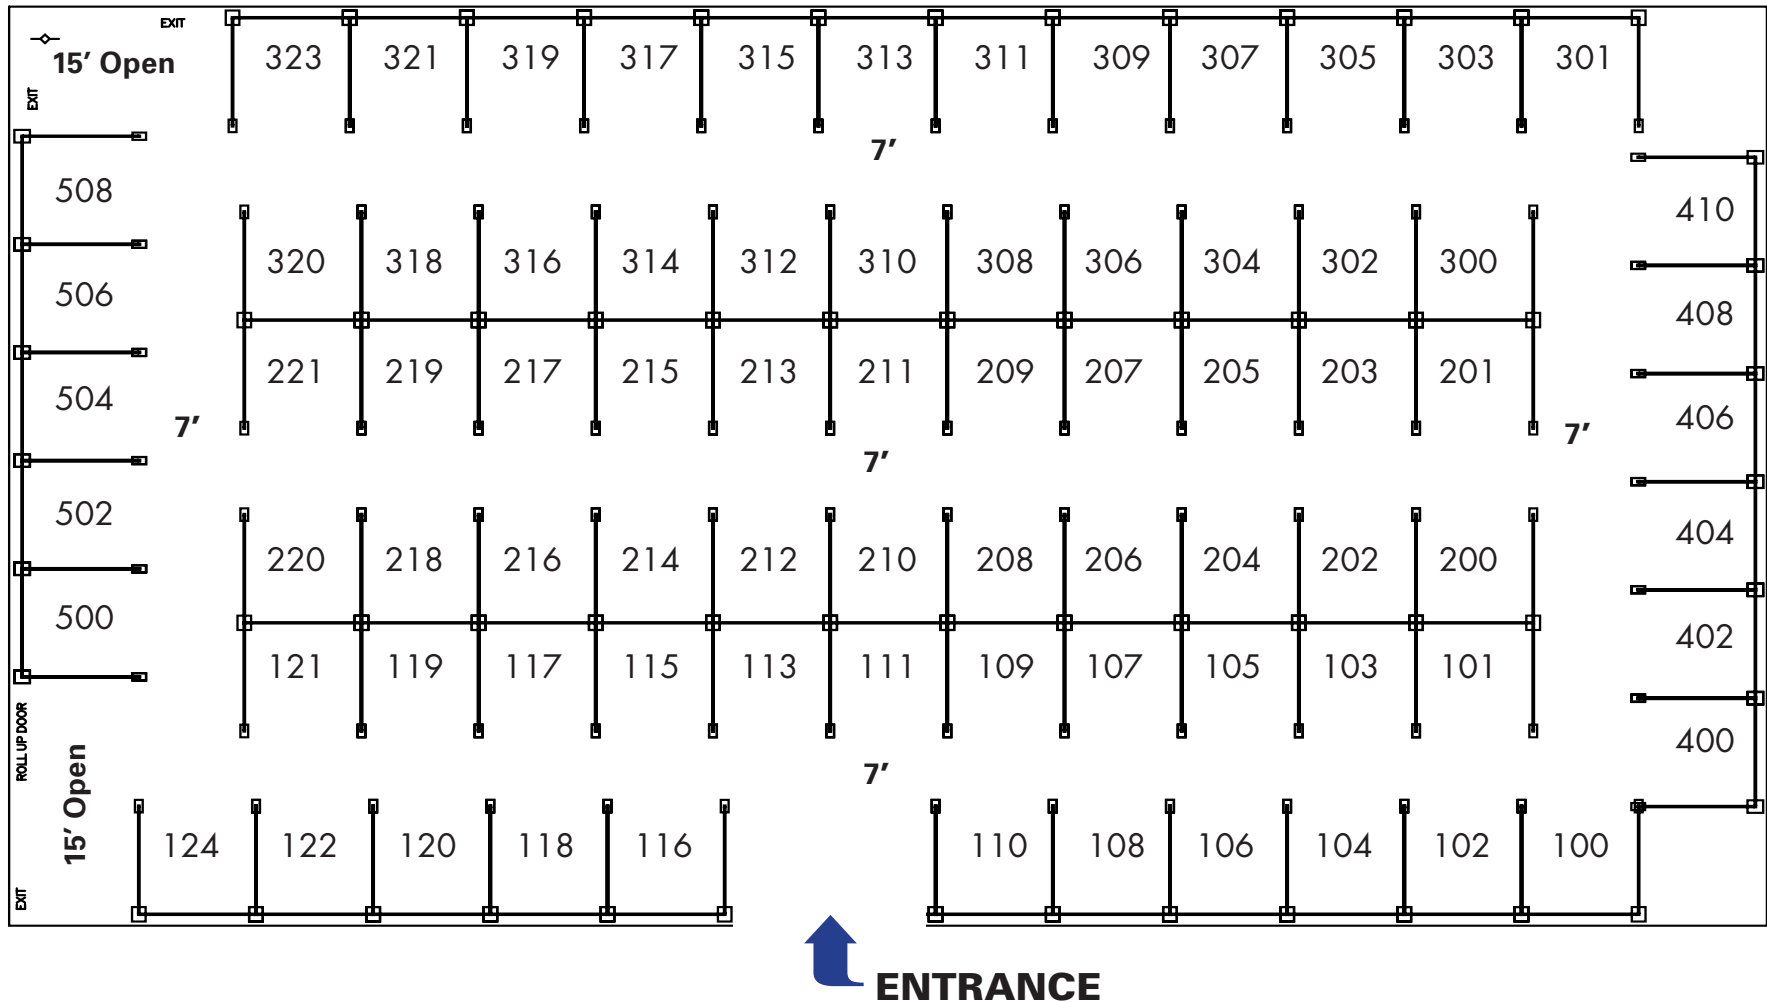 EXIT
15′ Open
EXIT
323 321 319 317 315 313 311 309 307 305 303 301
7′
508
410
506
320 318 316 314 312 310 308 306 304 302 300
408
504
221 219 217 215 213 211 209 207 205 203 201
406
7′
7′
7′
502
404
220 218 216 214 212 210 208 206 204 202 200
500
402
121 119 117 115 113 111 109 107 105 103 101
ROLL UP DOOR
400
7′
15′ Open
124 122 120 118 116 110 108 106 104 102 100
EXIT
ENTRANCE